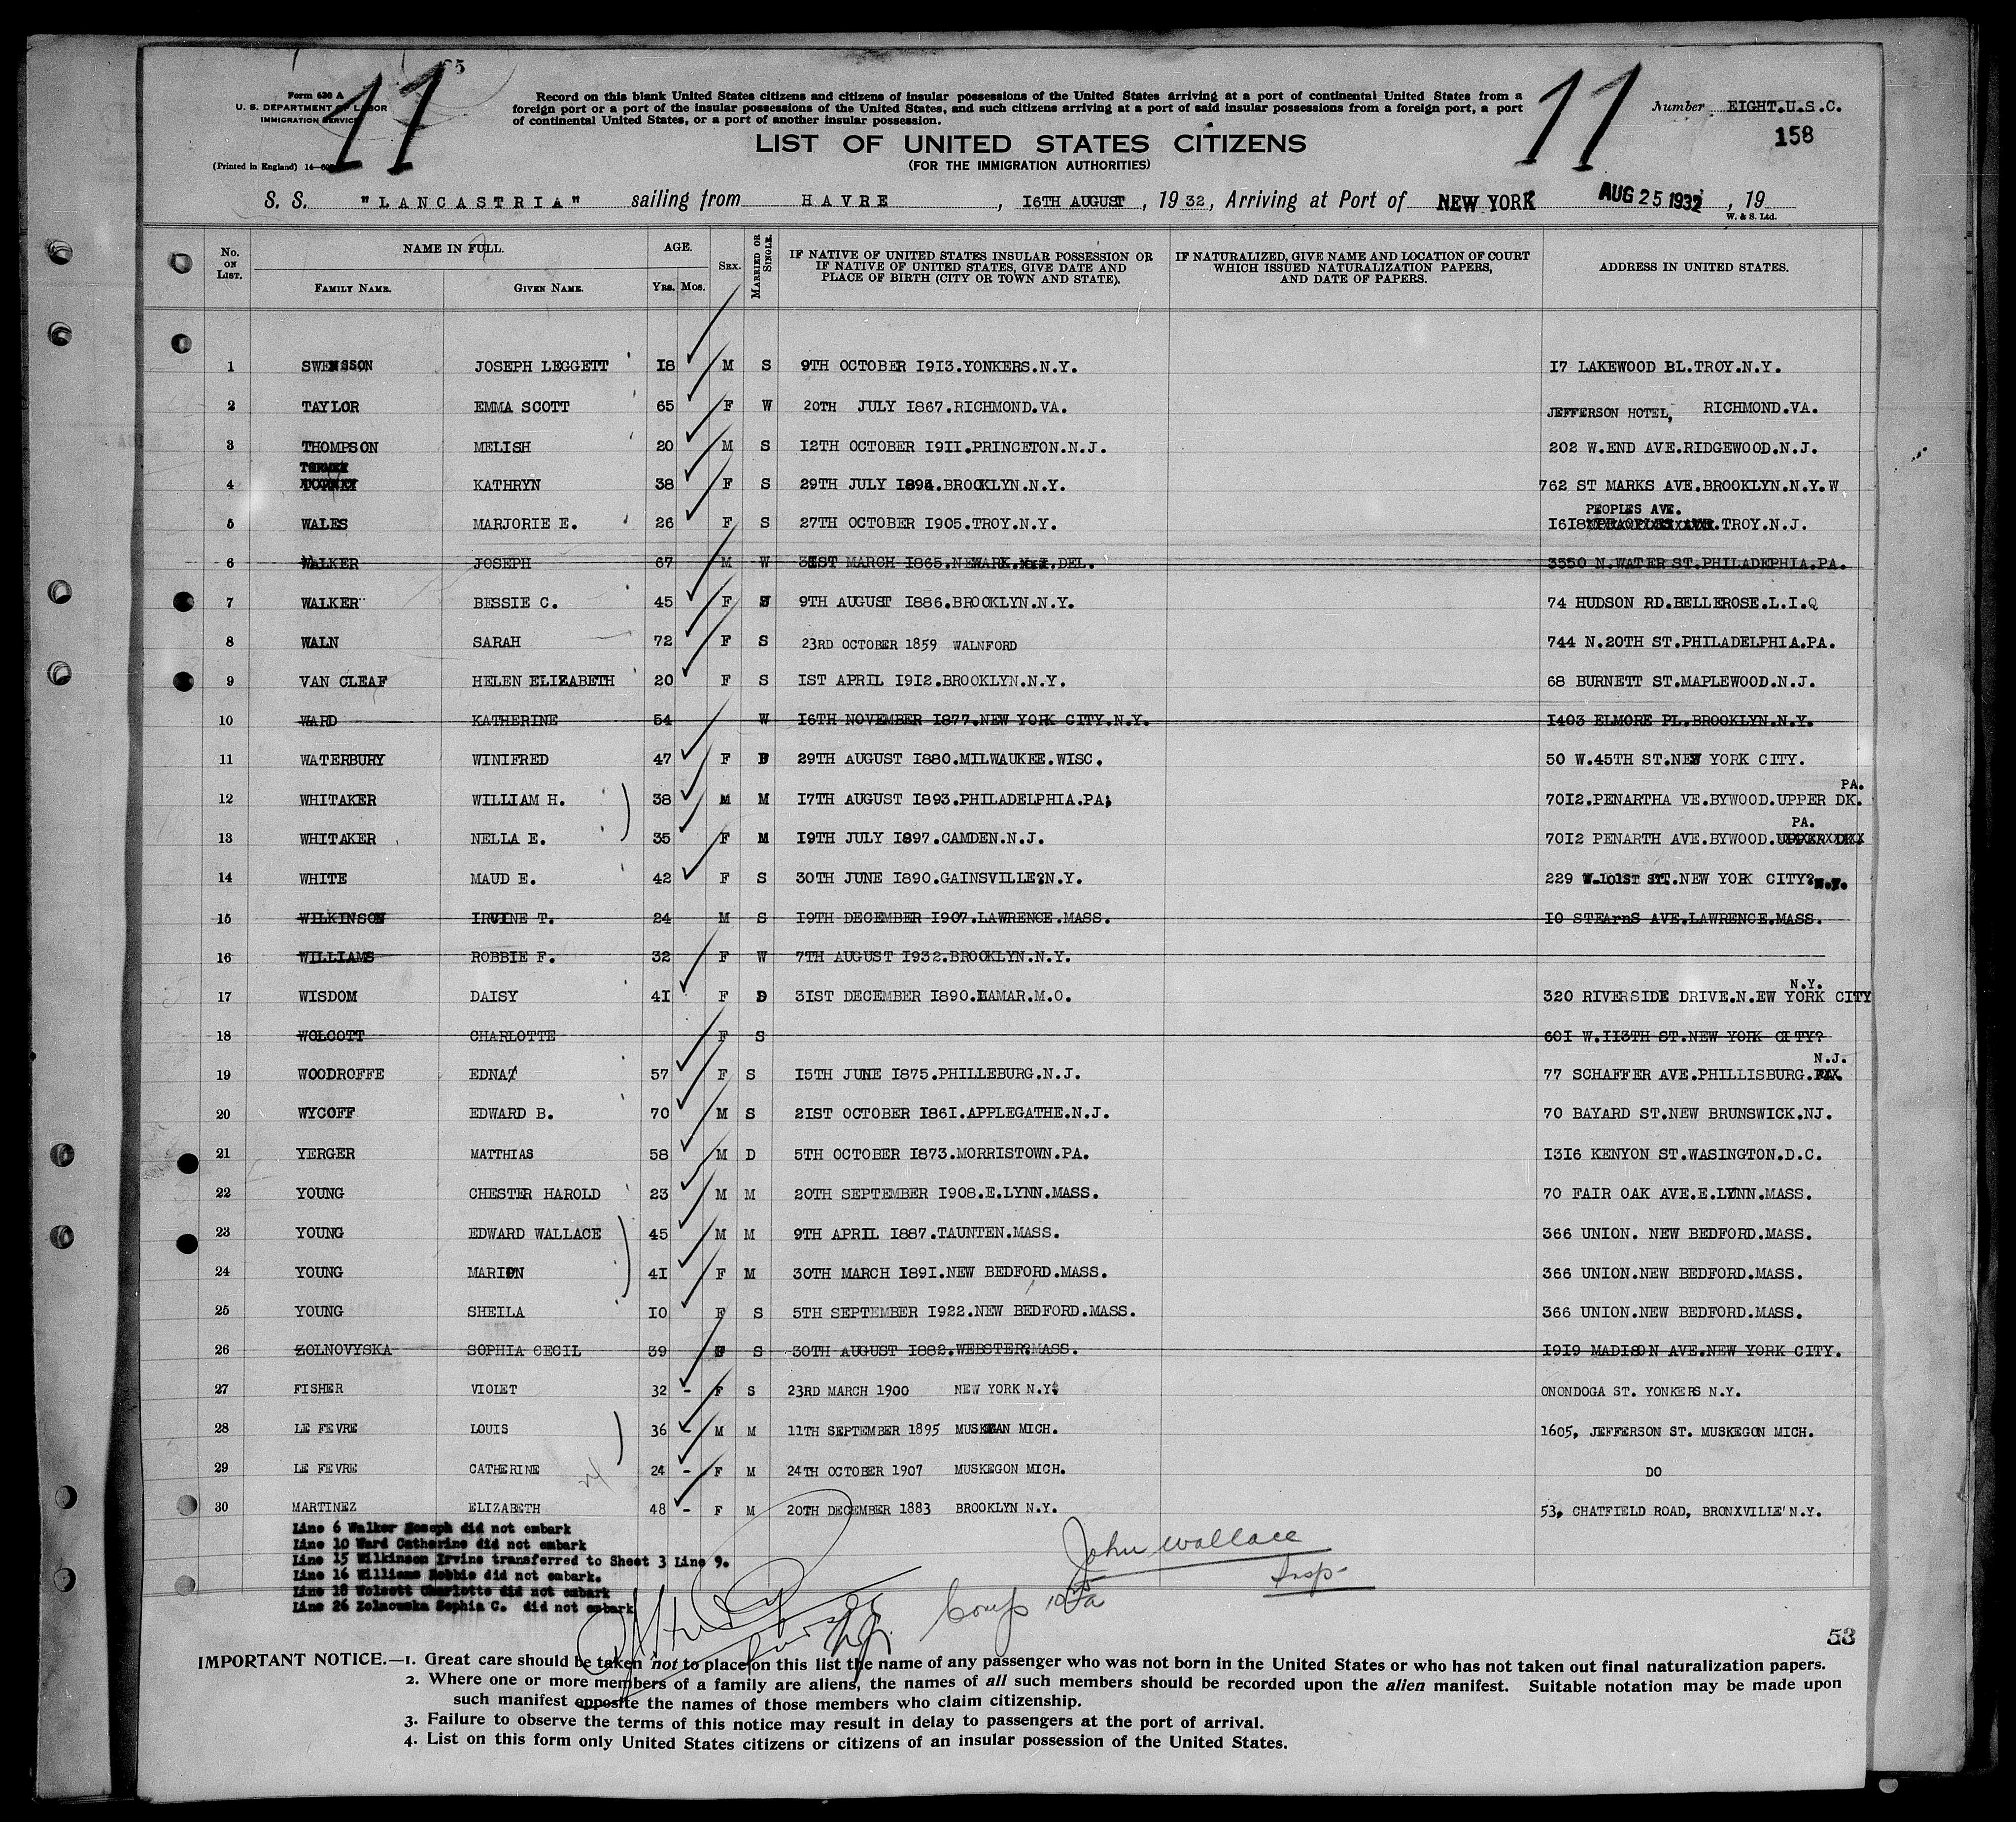 11 11
Form 630 A
U. S. DEPARTMENT OF LABOR
IMMIGRATION SERVICE
(Printed in England)
Record on this blank United States citizens and citizens of insular possessions of the United States arriving at a port of continental United States from a
foreign port or a port of the insular possessions of the United States, and such citizens arriving at a port of said insular possessions from a foreign port, a port
of continental United States, or a port of another insular possession.
Number EIGHT.U.S.C.
158
LIST OF UNITED STATES CITIZENS
(FOR THE IMMIGRATION AUTHORITIES)
S. S. "LANCASTRIA" sailing from HAVRE, 16TH AUGUST, 1932, Arriving at Port of NEW YORK AUG 25 1932, 19
W. & S. Ltd.
No. ON LIST. NAME IN FULL. FAMILY NAME. GIVEN NAME. AGE. YRS. MOS. SEX. MARRIED OR SINGLE. IF NATIVE OF UNITED STATES INSULAR POSSESSION OR IF NATIVE OF UNITED STATES, GIVE DATE AND PLACE OF BIRTH (CITY OR TOWN AND STATE). IF NATURALIZED, GIVE NAME AND LOCATION OF COURT WHICH ISSUED NATURALIZATION PAPERS, AND DATE OF PAPERS. ADDRESS IN UNITED STATES.
1 SWENSSON JOSEPH LEGGETT 18 M S 9TH OCTOBER 1913.YONKERS.N.Y. 17 LAKEWOOD PL.TROY.N.Y.
2 TAYLOR EMMA SCOTT 65 F W 20TH JULY 1867.RICHMOND.VA. JEFFERSON HOTEL, RICHMOND.VA.
3 THOMPSON MELISH 20 M S 12TH OCTOBER 1911.PRINCETON.N.J. 202 W.END AVE.RIDGEWOOD.N.J.
4 TORMEY KATHRYN 38 F S 29TH JULY 1894.BROOKLYN.N.Y. 762 ST MARKS AVE.BROOKLYN.N.Y.W
PEOPLES AVE.
5 WALES MARJORIE E. 26 F S 27TH OCTOBER 1905.TROY.N.Y. 1618 .TROY.N.J.
6 WALKER JOSEPH 67 M W 31ST MARCH 1865.NEWARK.DEL. 3550 N.WATER ST.PHILADEPHIA.PA.
7 WALKER BESSIE C. 45 F S 9TH AUGUST 1886.BROOKLYN.N.Y. 74 HUDSON RD.BELLEROSE.L.I.Q
8 WALN SARAH 72 F S 23RD OCTOBER 1859 WALNFORD 744 N.20TH ST.PHILADELPHIA.PA.
9 VAN CLEAF HELEN ELIZABETH 20 F S 1ST APRIL 1912.BROOKLYN.N.Y. 68 BURNETT ST.MAPLEWOOD.N.J.
10 WARD KATHERINE 54 W 16TH NOVEMBER 1877.NEW YORK CITY.N.Y. 1403 ELMORE PL.BROOKLYN.N.Y.
11 WATERBURY WINIFRED 47 F D 29TH AUGUST 1880.MILWAUKEE.WISC. 50 W.45TH ST.NEW YORK CITY.
PA.
12 WHITAKER WILLIAM H. 38 M M 17TH AUGUST 1893.PHILADELPHIA.PA. 7012.PENARTHA VE.BYWOOD.UPPER DK.
PA.
13 WHITAKER NELLA E. 35 F M 19TH JULY 1897.CAMDEN.N.J. 7012 PENARTH AVE.BYWOOD.UPPER DK
14 WHITE MAUD E. 42 F S 30TH JUNE 1890.GAINSVILLE?N.Y. 229 W.101ST ST.NEW YORK CITY?N.Y.
15 WILKINSON IRVINE T. 24 M S 19TH DECEMBER 1907.LAWRENCE.MASS. 10 STEArnS AVE.LAWRENCE.MASS.
16 WILLIAMS ROBBIE F. 32 F W 7TH AUGUST 1932.BROOKLYN.N.Y.
N.Y.
17 WISDOM DAISY 41 F D 31ST DECEMBER 1890.LAMAR.M.O. 320 RIVERSIDE DRIVE.N.EW YORK CITY
18 WOLCOTT CHARLOTTE F S 601 W.113TH ST.NEW YORK CITY?
N.J.
19 WOODROFFE EDNA 57 F S 15TH JUNE 1875.PHILLEBURG.N.J. 77 SCHAFFER AVE.PHILLISBURG.
20 WYCOFF EDWARD B. 70 M S 21ST OCTOBER 1861.APPLEGATHE.N.J. 70 BAYARD ST.NEW BRUNSWICK.NJ.
21 YERGER MATTHIAS 58 M D 5TH OCTOBER 1873.MORRISTOWN.PA. 1316 KENYON ST.WASINGTON.D.C.
22 YOUNG CHESTER HAROLD 23 M M 20TH SEPTEMBER 1908.E.LYNN.MASS. 70 FAIR OAK AVE.E.LYNN.MASS.
23 YOUNG EDWARD WALLACE 45 M M 9TH APRIL 1887.TAUNTEN.MASS. 366 UNION. NEW BEDFORD.MASS.
24 YOUNG MARION 41 F M 30TH MARCH 1891.NEW BEDFORD.MASS. 366 UNION.NEW BEDFORD.MASS.
25 YOUNG SHEILA 10 F S 5TH SEPTEMBER 1922.NEW BEDFORD.MASS. 366 UNION.NEW BEDFORD.MASS.
26 ZOLNOVYSKA SOPHIA CECIL 39 F S 30TH AUGUST 1882.WEBSTER?MASS. 1919 MADISON AVE.NEW YORK CITY.
27 FISHER VIOLET 32 - F S 23RD MARCH 1900 NEW YORK N.Y. ONONDOGA ST. YONKERS N.Y.
28 LE FEVRE LOUIS 36 - M M 11TH SEPTEMBER 1895 MUSKEGAN MICH. 1605, JEFFERSON ST. MUSKEGON MICH.
29 LE FEVRE CATHERINE 24 - F M 24TH OCTOBER 1907 MUSKEGON MICH. DO
30 MARTINEZ ELIZABETH 48 - F M 20TH DECEMBER 1883 BROOKLYN N.Y. 53, CHATFIELD ROAD, BRONXVILLE' N.Y.
Line 6 Walker Joseph did not embark
Line 10 Ward Catherine did not embark
Line 15 Wilkinson Irvine transferred to Sheet 3 Line 9.
Line 16 Williams Robbie did not embark.
Line 18 Wolcott Charlotte did not embark
Line 26 Zolnouska Sophia C. did not embark
John Wallace
Insp-
Comp
53
IMPORTANT NOTICE.—1. Great care should be taken not to place on this list the name of any passenger who was not born in the United States or who has not taken out final naturalization papers.
2. Where one or more members of a family are aliens, the names of all such members should be recorded upon the alien manifest. Suitable notation may be made upon
such manifest opposite the names of those members who claim citizenship.
3. Failure to observe the terms of this notice may result in delay to passengers at the port of arrival.
4. List on this form only United States citizens or citizens of an insular possession of the United States.